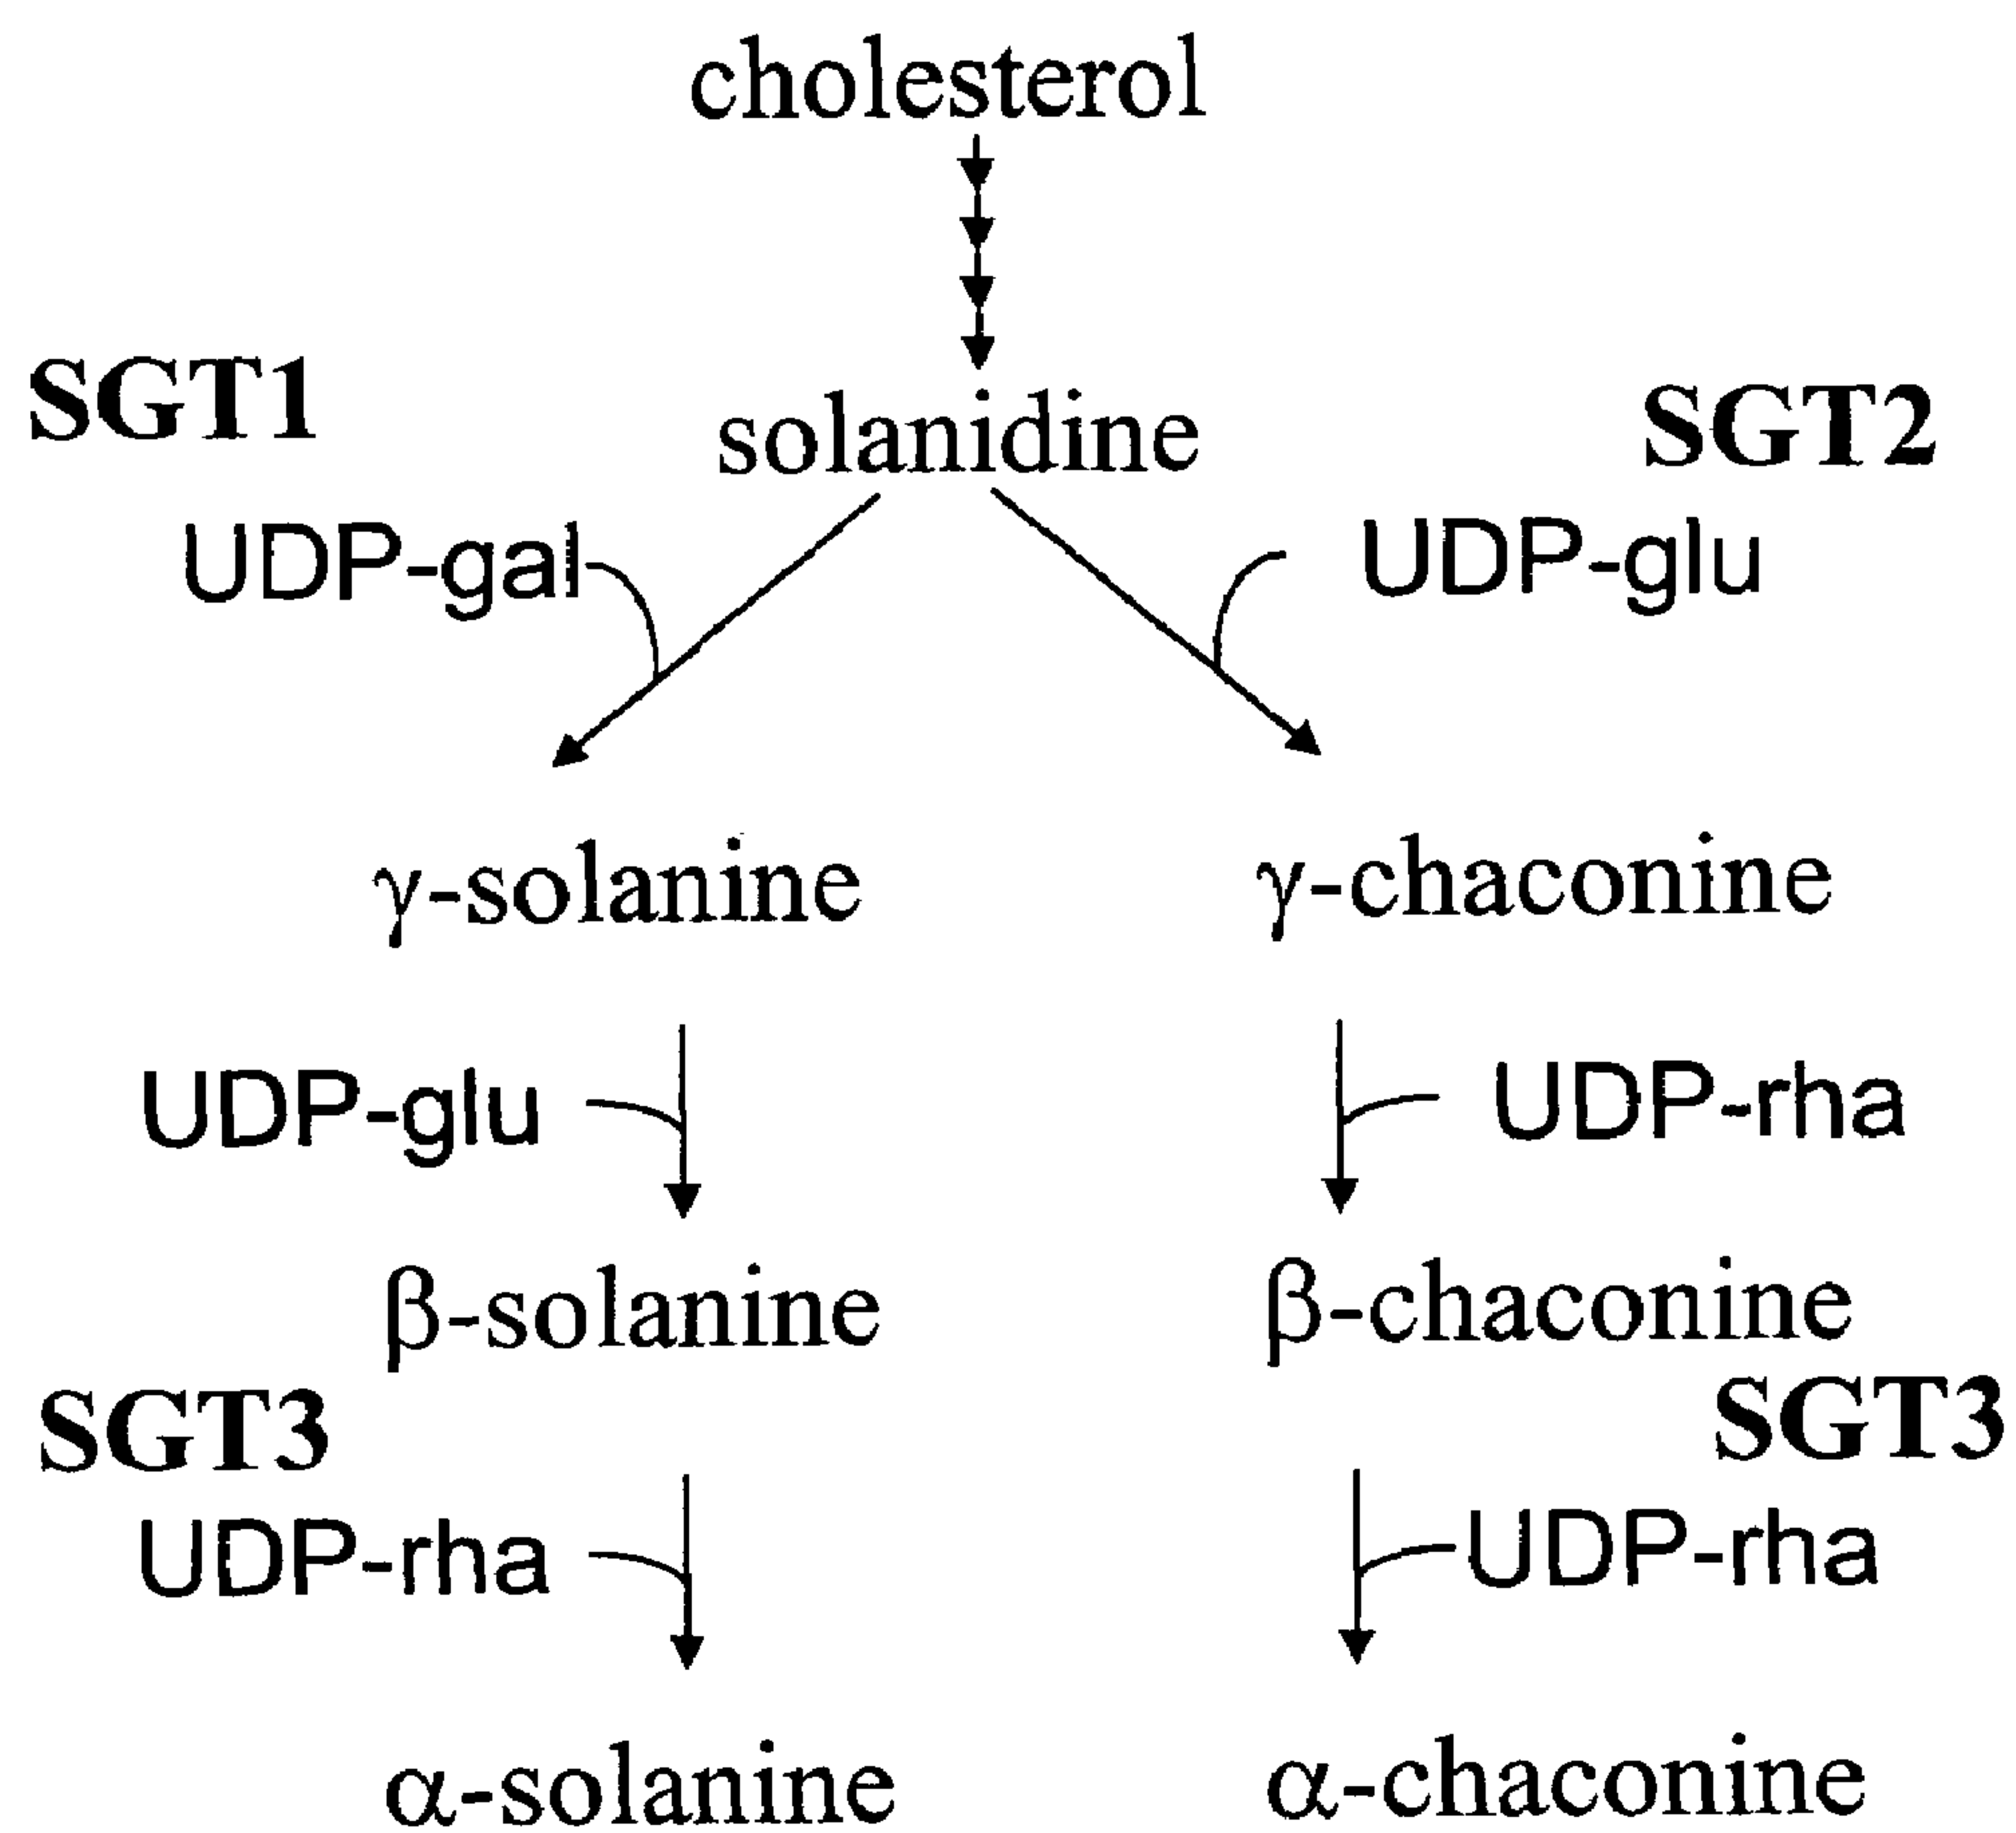 cholesterol
SGT1
solanidine
SGT2
UDP-gal
UDP-glu
γ-solanine
γ-chaconine
UDP-glu
UDP-rha
β-solanine
β-chaconine
SGT3
SGT3
UDP-rha
UDP-rha
α-solanine
α-chaconine